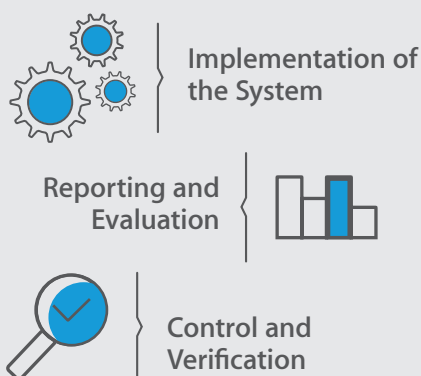 Implementation of
the System
Reporting and
Evaluation
Control and
Verification